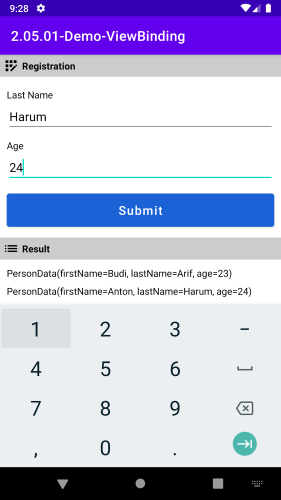 9:28
2.05.01-Demo-ViewBinding
Registration
Last Name
Harum
Age
24
Submit
Result
PersonData(firstName=Budi, lastName=Arif, age=23)
PersonData(firstName=Anton, lastName=Harum, age=24)
1 2 3 -
4 5 6
7 8 9
, 0 .